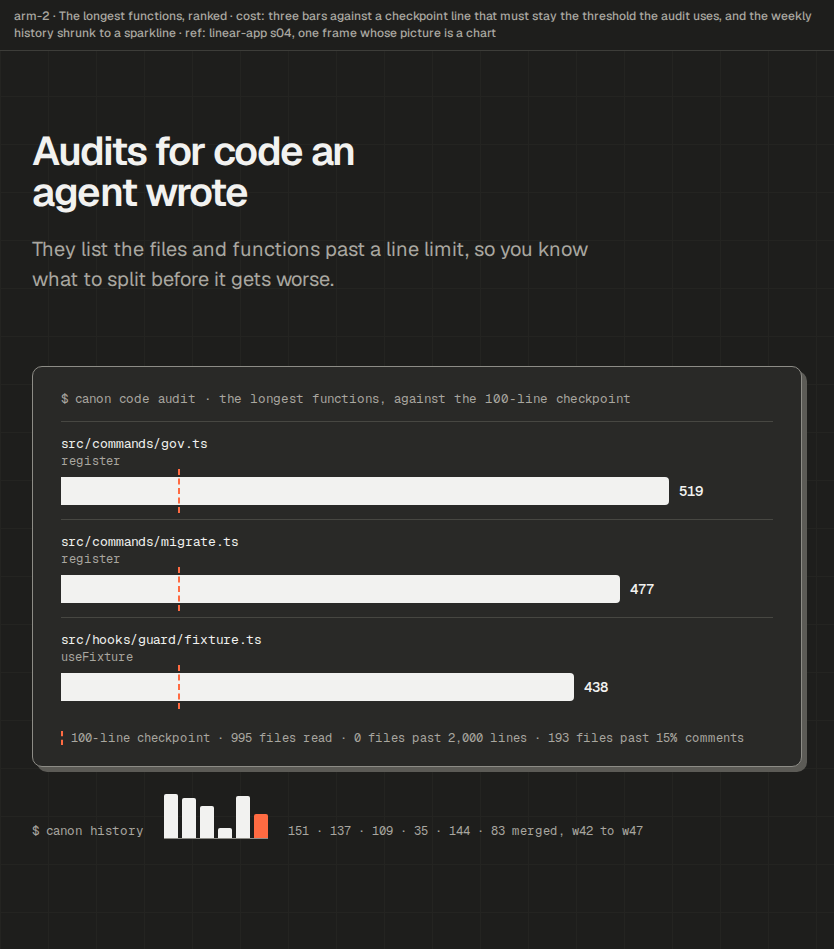 arm-2 · The longest functions, ranked · cost: three bars against a checkpoint line that must stay the threshold the audit uses, and the weekly
history shrunk to a sparkline · ref: linear-app s04, one frame whose picture is a chart
Audits for code an
agent wrote
They list the files and functions past a line limit, so you know
what to split before it gets worse.
$ canon code audit · the longest functions, against the 100-line checkpoint
src/commands/gov.ts
register
519
src/commands/migrate.ts
register
477
src/hooks/guard/fixture.ts
useFixture
438
100-line checkpoint · 995 files read · 0 files past 2,000 lines · 193 files past 15% comments
$ canon history 151 · 137 · 109 · 35 · 144 · 83 merged, w42 to w47